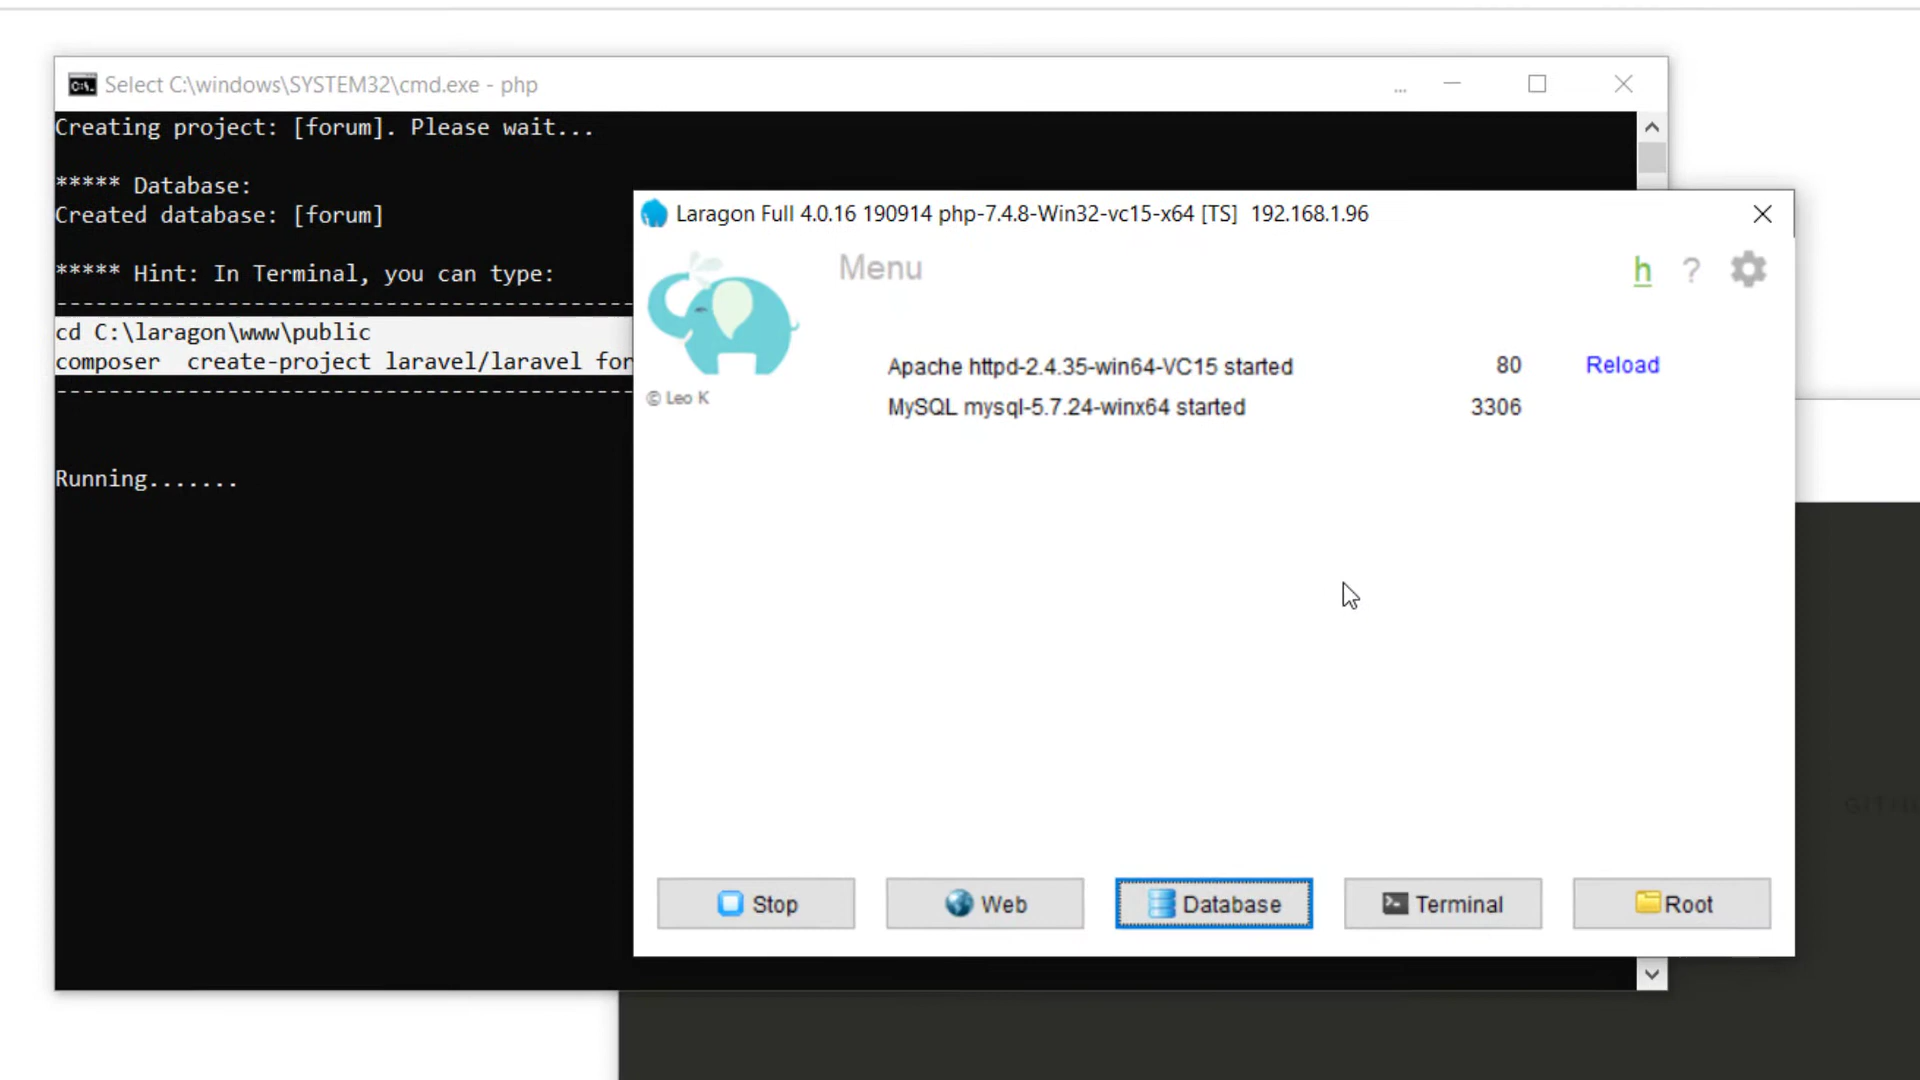 Select C:\windows\SYSTEM32\cmd.exe - php
...
Creating project: [forum]. Please wait...
***** Database:
Created database: [forum]
***** Hint: In Terminal, you can type:
cd C:\laragon\www\public
composer  create-project laravel/laravel for
Running.......
Laragon Full 4.0.16 190914 php-7.4.8-Win32-vc15-x64 [TS]  192.168.1.96
Menu
h ?
Apache httpd-2.4.35-win64-VC15 started 80 Reload
MySQL mysql-5.7.24-winx64 started 3306
© Leo K
Stop
Web
Database
Terminal
Root